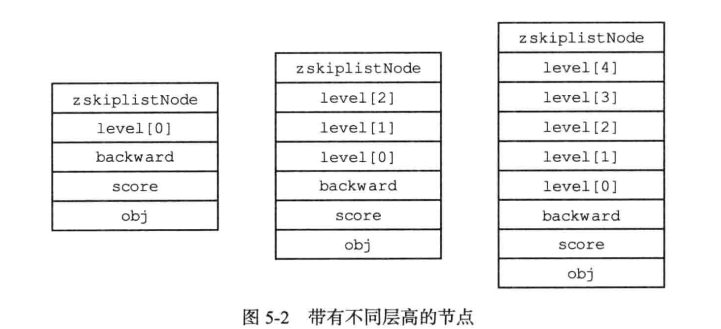 zskiplistNode
level[0]
backward
score
obj
zskiplistNode
level[2]
level[1]
level[0]
backward
score
obj
zskiplistNode
level[4]
level[3]
level[2]
level[1]
level[0]
backward
score
obj
图 5-2 带有不同层高的节点